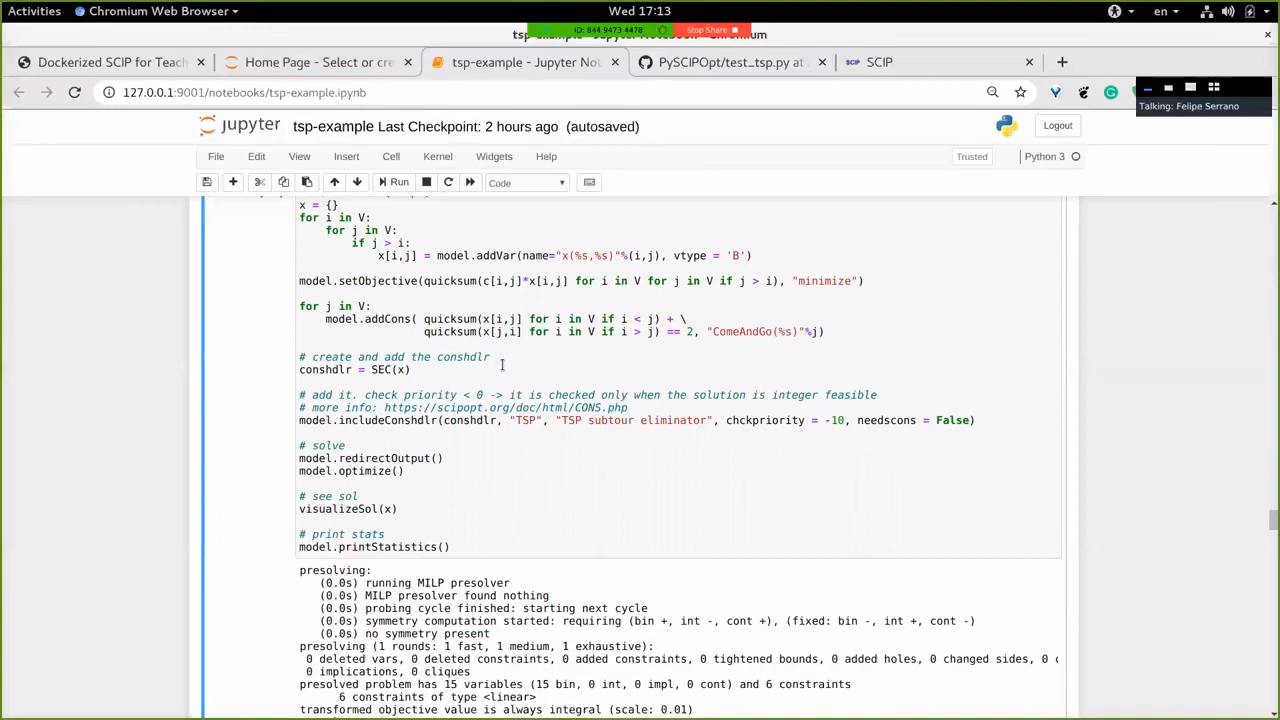 Activities Chromium Web Browser Wed 17:13 en
ID: 844 9473 4478 Stop Share
Dockerized SCIP for Teach Home Page - Select or cre tsp-example - Jupyter No PySCIPOpt/test_tsp.py at SCIP
127.0.0.1:9001/notebooks/tsp-example.ipynb
Talking: Felipe Serrano
jupyter tsp-example Last Checkpoint: 2 hours ago (autosaved) Logout
File Edit View Insert Cell Kernel Widgets Help Trusted Python 3
Run Code
x = {}
for i in V:
for j in V:
if j > i:
x[i,j] = model.addVar(name="x(%s,%s)"%(i,j), vtype = 'B')
model.setObjective(quicksum(c[i,j]*x[i,j] for i in V for j in V if j > i), "minimize")
for j in V:
model.addCons( quicksum(x[i,j] for i in V if i < j) + \
quicksum(x[j,i] for i in V if i > j) == 2, "ComeAndGo(%s)"%j)
# create and add the conshdlr
conshdlr = SEC(x)
# add it. check priority < 0 -> it is checked only when the solution is integer feasible
# more info: https://scipopt.org/doc/html/CONS.php
model.includeConshdlr(conshdlr, "TSP", "TSP subtour eliminator", chckpriority = -10, needscons = False)
# solve
model.redirectOutput()
model.optimize()
# see sol
visualizeSol(x)
# print stats
model.printStatistics()
presolving:
(0.0s) running MILP presolver
(0.0s) MILP presolver found nothing
(0.0s) probing cycle finished: starting next cycle
(0.0s) symmetry computation started: requiring (bin +, int -, cont +), (fixed: bin -, int +, cont -)
(0.0s) no symmetry present
presolving (1 rounds: 1 fast, 1 medium, 1 exhaustive):
0 deleted vars, 0 deleted constraints, 0 added constraints, 0 tightened bounds, 0 added holes, 0 changed sides, 0 c
0 implications, 0 cliques
presolved problem has 15 variables (15 bin, 0 int, 0 impl, 0 cont) and 6 constraints
6 constraints of type <linear>
transformed objective value is always integral (scale: 0.01)